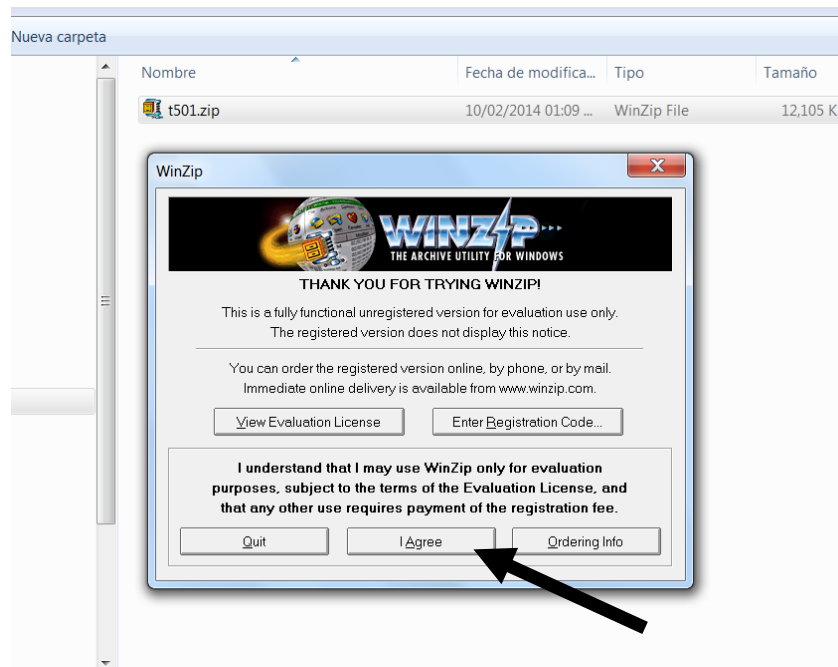 Nueva carpeta
Nombre Fecha de modifica... Tipo Tamaño
t501.zip 10/02/2014 01:09 ... WinZip File 12,105 K
WinZip
WINZIP...
THE ARCHIVE UTILITY FOR WINDOWS
THANK YOU FOR TRYING WINZIP!
This is a fully functional unregistered version for evaluation use only.
The registered version does not display this notice.
You can order the registered version online, by phone, or by mail.
Immediate online delivery is available from www.winzip.com.
View Evaluation License Enter Registration Code...
I understand that I may use WinZip only for evaluation
purposes, subject to the terms of the Evaluation License, and
that any other use requires payment of the registration fee.
Quit I Agree Ordering Info